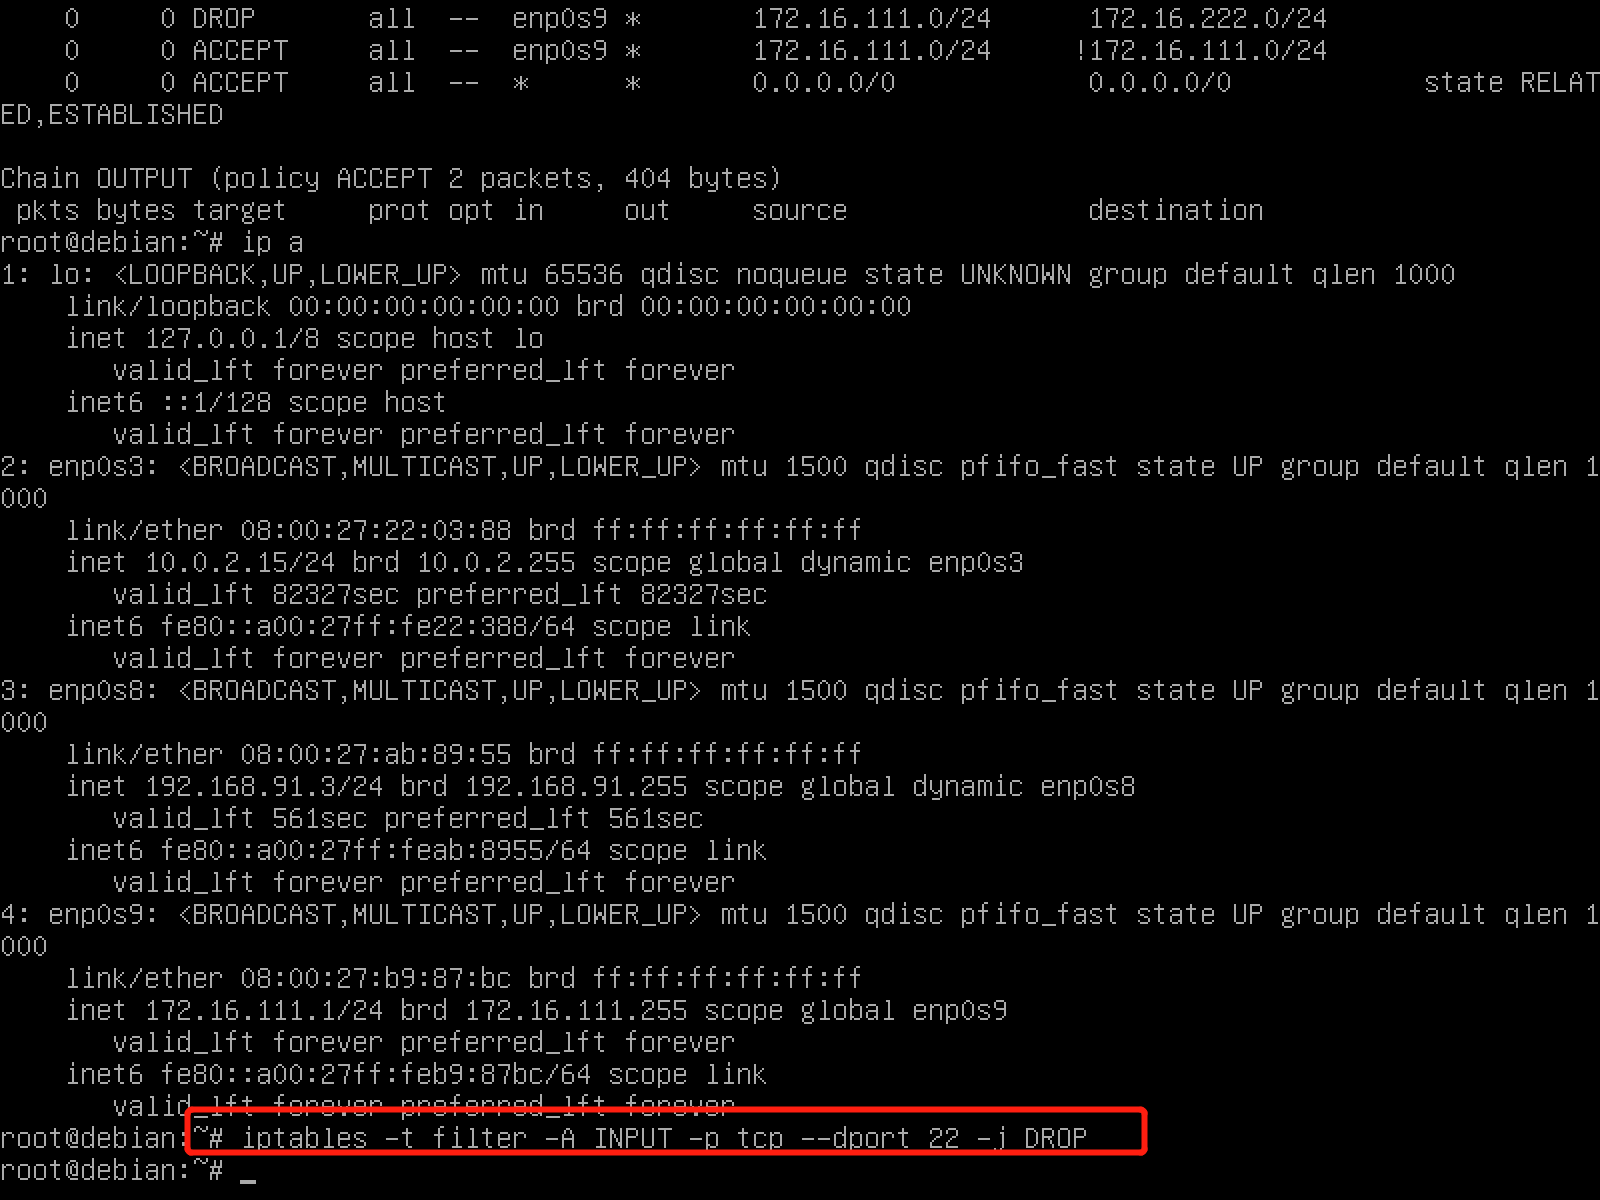 0     0 DROP       all  --  enp0s9 *       172.16.111.0/24      172.16.222.0/24
    0     0 ACCEPT     all  --  enp0s9 *       172.16.111.0/24     !172.16.111.0/24
    0     0 ACCEPT     all  --  *      *       0.0.0.0/0            0.0.0.0/0            state RELAT
ED,ESTABLISHED

Chain OUTPUT (policy ACCEPT 2 packets, 404 bytes)
 pkts bytes target     prot opt in     out     source               destination
root@debian:~# ip a
1: lo: <LOOPBACK,UP,LOWER_UP> mtu 65536 qdisc noqueue state UNKNOWN group default qlen 1000
    link/loopback 00:00:00:00:00:00 brd 00:00:00:00:00:00
    inet 127.0.0.1/8 scope host lo
       valid_lft forever preferred_lft forever
    inet6 ::1/128 scope host
       valid_lft forever preferred_lft forever
2: enp0s3: <BROADCAST,MULTICAST,UP,LOWER_UP> mtu 1500 qdisc pfifo_fast state UP group default qlen 1
000
    link/ether 08:00:27:22:03:88 brd ff:ff:ff:ff:ff:ff
    inet 10.0.2.15/24 brd 10.0.2.255 scope global dynamic enp0s3
       valid_lft 82327sec preferred_lft 82327sec
    inet6 fe80::a00:27ff:fe22:388/64 scope link
       valid_lft forever preferred_lft forever
3: enp0s8: <BROADCAST,MULTICAST,UP,LOWER_UP> mtu 1500 qdisc pfifo_fast state UP group default qlen 1
000
    link/ether 08:00:27:ab:89:55 brd ff:ff:ff:ff:ff:ff
    inet 192.168.91.3/24 brd 192.168.91.255 scope global dynamic enp0s8
       valid_lft 561sec preferred_lft 561sec
    inet6 fe80::a00:27ff:feab:8955/64 scope link
       valid_lft forever preferred_lft forever
4: enp0s9: <BROADCAST,MULTICAST,UP,LOWER_UP> mtu 1500 qdisc pfifo_fast state UP group default qlen 1
000
    link/ether 08:00:27:b9:87:bc brd ff:ff:ff:ff:ff:ff
    inet 172.16.111.1/24 brd 172.16.111.255 scope global enp0s9
       valid_lft forever preferred_lft forever
    inet6 fe80::a00:27ff:feb9:87bc/64 scope link
       valid_lft forever preferred_lft forever
root@debian:~# iptables -t filter -A INPUT -p tcp --dport 22 -j DROP
root@debian:~# _